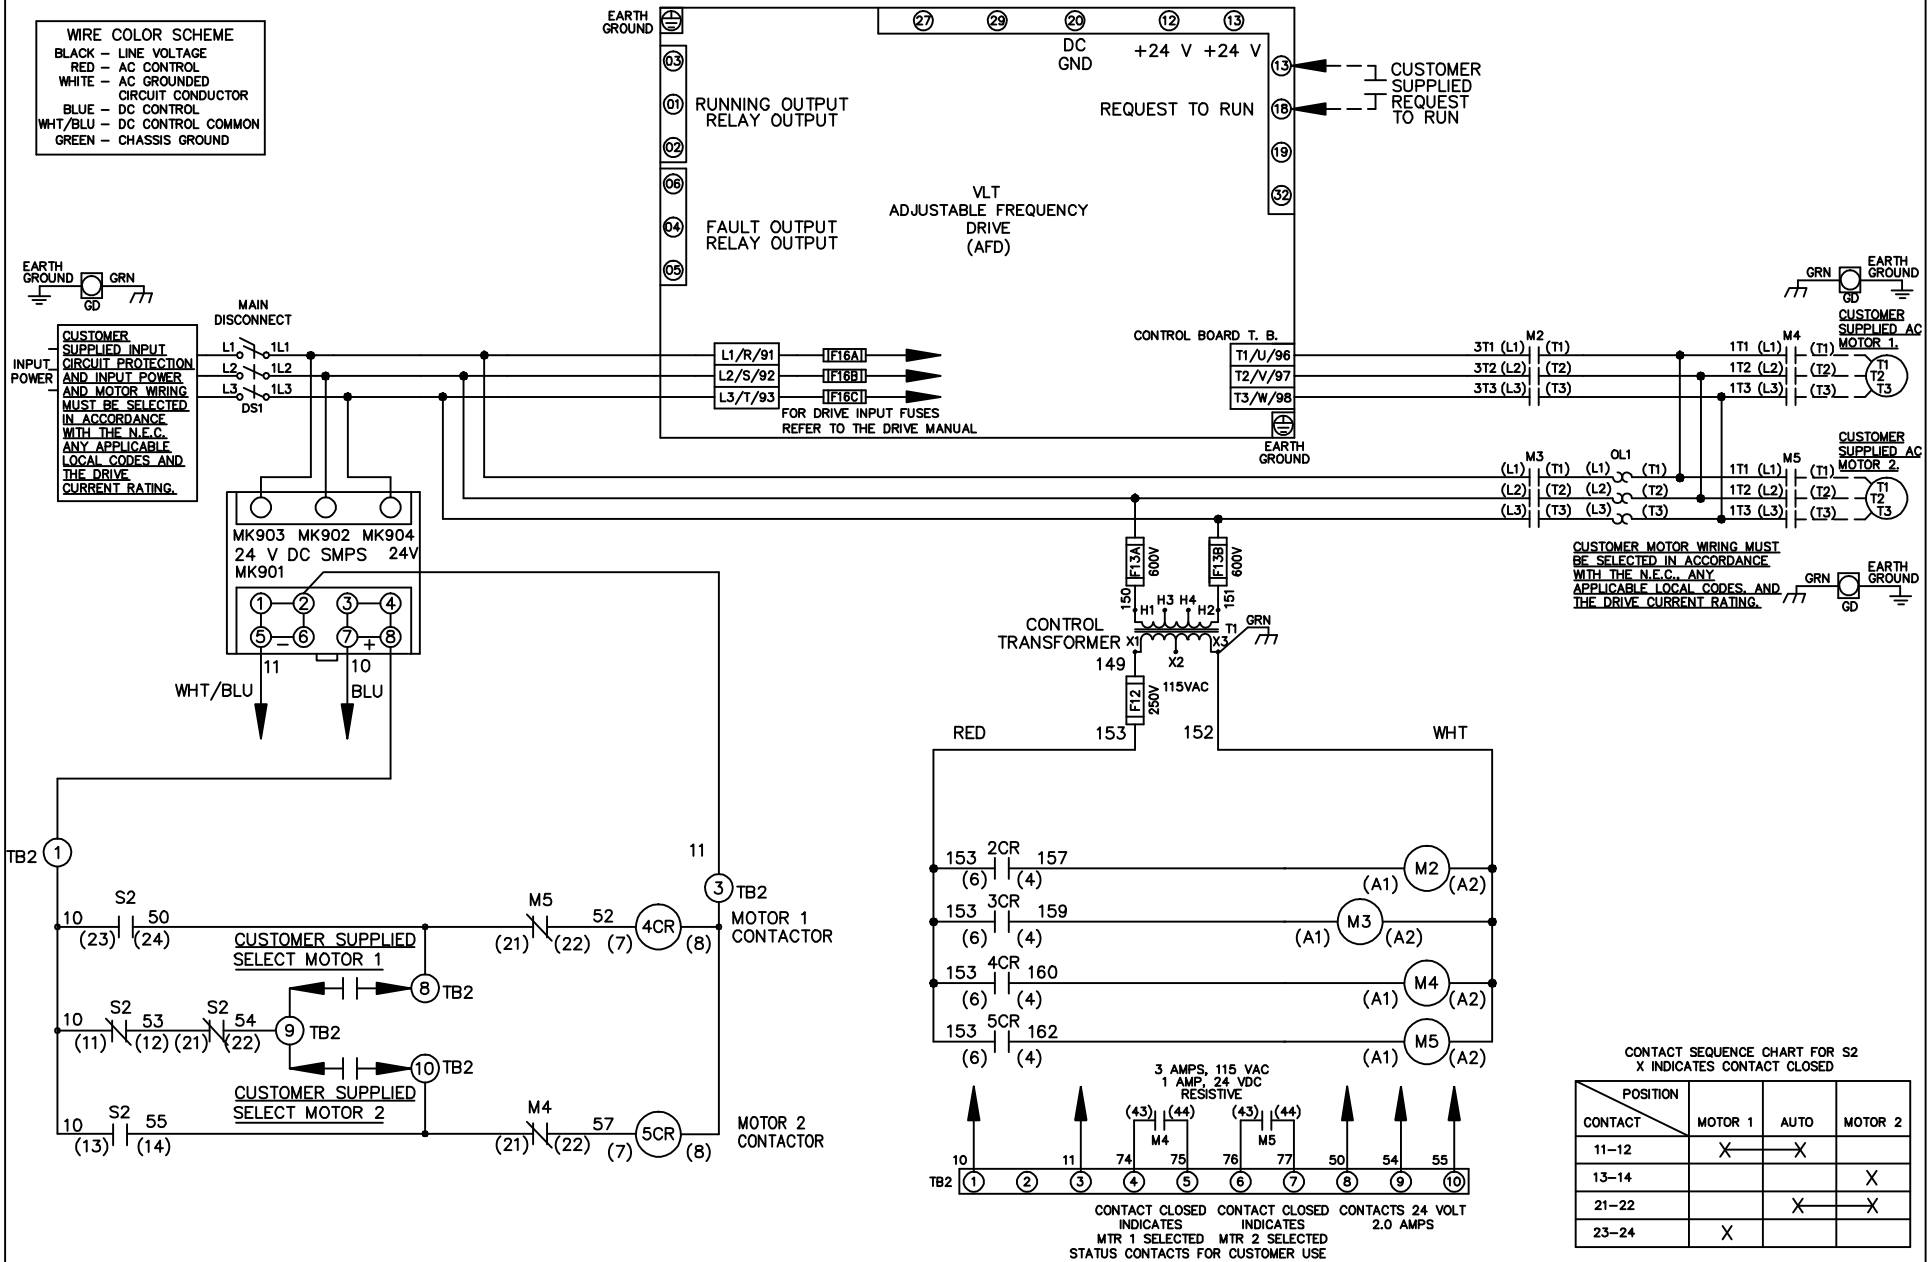 WIRE COLOR SCHEME
BLACK – LINE VOLTAGE
RED – AC CONTROL
WHITE – AC GROUNDED
CIRCUIT CONDUCTOR
BLUE – DC CONTROL
WHT/BLU – DC CONTROL COMMON
GREEN – CHASSIS GROUND
EARTH
GROUND
27 29 20 12 13
DC
GND
+24 V +24 V
03
01
02
RUNNING OUTPUT
RELAY OUTPUT
06
04
05
FAULT OUTPUT
RELAY OUTPUT
VLT
ADJUSTABLE FREQUENCY
DRIVE
(AFD)
REQUEST TO RUN
13
18
19
32
CUSTOMER
SUPPLIED
REQUEST
TO RUN
EARTH
GROUND
GRN
GD
INPUT
POWER
CUSTOMER
SUPPLIED INPUT
CIRCUIT PROTECTION
AND INPUT POWER
AND MOTOR WIRING
MUST BE SELECTED
IN ACCORDANCE
WITH THE N.E.C.
ANY APPLICABLE
LOCAL CODES AND
THE DRIVE
CURRENT RATING.
MAIN
DISCONNECT
L1 1L1
L2 1L2
L3 1L3
DS1
L1/R/91 F16A
L2/S/92 F16B
L3/T/93 F16C
FOR DRIVE INPUT FUSES
REFER TO THE DRIVE MANUAL
CONTROL BOARD T. B.
T1/U/96
T2/V/97
T3/W/98
EARTH
GROUND
M2
3T1 (L1) (T1)
3T2 (L2) (T2)
3T3 (L3) (T3)
M4
1T1 (L1) (T1)
1T2 (L2) (T2)
1T3 (L3) (T3)
GRN
GD
EARTH
GROUND
CUSTOMER
SUPPLIED AC
MOTOR 1.
T1
T2
T3
M3 OL1
(L1) (T1) (L1) (T1)
(L2) (T2) (L2) (T2)
(L3) (T3) (L3) (T3)
M5
1T1 (L1) (T1)
1T2 (L2) (T2)
1T3 (L3) (T3)
CUSTOMER
SUPPLIED AC
MOTOR 2.
T1
T2
T3
CUSTOMER MOTOR WIRING MUST
BE SELECTED IN ACCORDANCE
WITH THE N.E.C., ANY
APPLICABLE LOCAL CODES, AND
THE DRIVE CURRENT RATING.
GRN
GD
EARTH
GROUND
MK903 MK902 MK904
24 V DC SMPS 24V
MK901
1 2 3 4
5 – 6 7 + 8
11 10
WHT/BLU BLU
F13A 600V
F13B 600V
150 151
H1 H3 H4 H2
CONTROL
TRANSFORMER
T1
X1 X2 X3
GRN
149
F12 250V
115VAC
153 152
RED WHT
TB2 1
11
3 TB2
S2
10 50
(23) (24)
M5
(21) (22)
52
(7) 4CR (8)
MOTOR 1
CONTACTOR
CUSTOMER SUPPLIED
SELECT MOTOR 1
8 TB2
S2 S2
10 53 54
(11) (12) (21) (22)
9 TB2
10 TB2
CUSTOMER SUPPLIED
SELECT MOTOR 2
S2
10 55
(13) (14)
M4
(21) (22)
57
(7) 5CR (8)
MOTOR 2
CONTACTOR
153 2CR 157
(6) (4)
(A1) M2 (A2)
153 3CR 159
(6) (4)
(A1) M3 (A2)
153 4CR 160
(6) (4)
(A1) M4 (A2)
153 5CR 162
(6) (4)
(A1) M5 (A2)
3 AMPS, 115 VAC
1 AMP, 24 VDC
RESISTIVE
(43) (44) (43) (44)
M4 M5
10 11 74 75 76 77 50 54 55
TB2 1 2 3 4 5 6 7 8 9 10
CONTACT CLOSED
INDICATES
MTR 1 SELECTED
CONTACT CLOSED
INDICATES
MTR 2 SELECTED
STATUS CONTACTS FOR CUSTOMER USE
CONTACTS 24 VOLT
2.0 AMPS
CONTACT SEQUENCE CHART FOR S2
X INDICATES CONTACT CLOSED
POSITION
CONTACT MOTOR 1 AUTO MOTOR 2
11–12 X X
13–14 X
21–22 X X
23–24 X